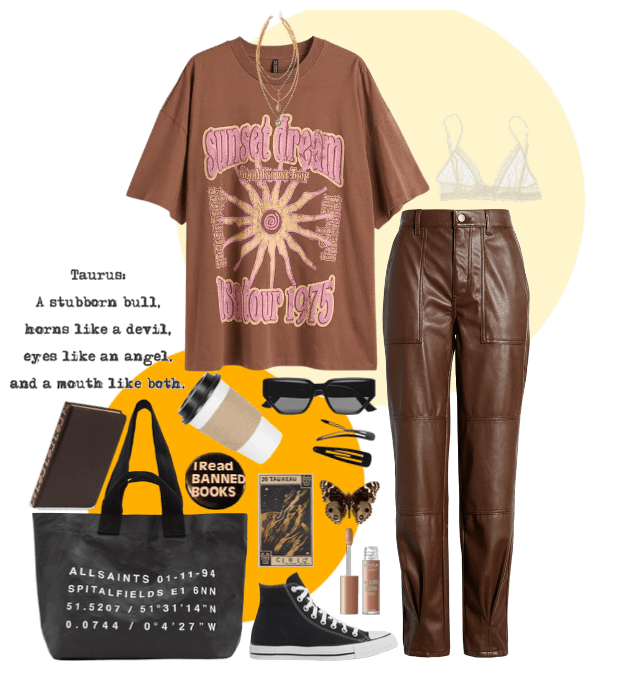 sunset dream
US tour 1975
Taurus:
A stubborn bull,
horns like a devil,
eyes like an angel,
and a mouth like both.
I Read
BANNED
BOOKS
20 TAUREAU
ALLSAINTS 01-11-94
SPITALFIELDS E1 6NN
51.5207 / 51°31'14"N
0.0744 / 0°4'27"W